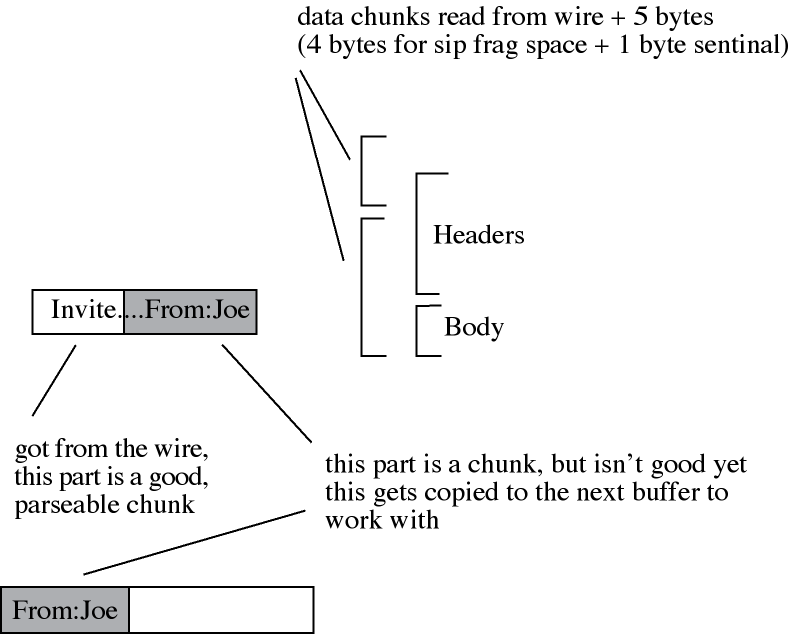 data chunks read from wire + 5 bytes
(4 bytes for sip frag space + 1 byte sentinal)
Headers
Body
Invite....From:Joe
got from the wire,
this part is a good,
parseable chunk
this part is a chunk, but isn’t good yet
this gets copied to the next buffer to
work with
From:Joe